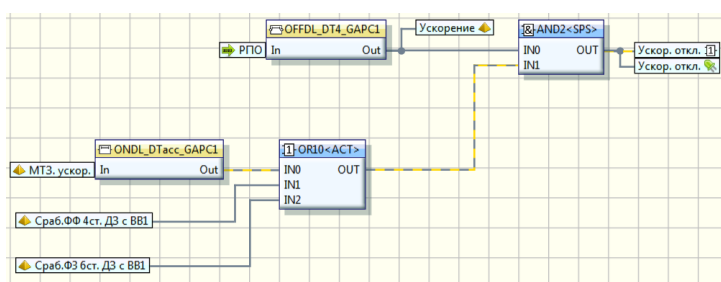 OFFDL_DT4_GAPC1
Ускорение
&-AND2<SPS>
РПО
In
Out
IN0
OUT
Ускор. откл.
1
IN1
Ускор. откл.
ONDL_DTacc_GAPC1
1-OR10<ACT>
МТЗ. ускор.
In
Out
IN0
OUT
IN1
IN2
Сраб.ФФ 4ст. ДЗ с ВВ1
Сраб.ФЗ 6ст. ДЗ с ВВ1